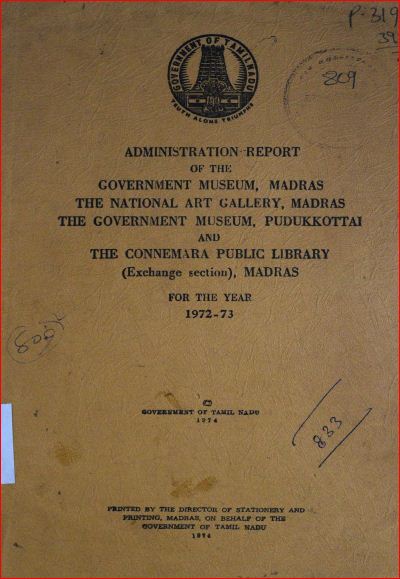 P-319
39
GOVERNMENT OF TAMILNADU
TRUTH ALONE TRIUMPHS
809
ADMINISTRATION REPORT
OF THE
GOVERNMENT MUSEUM, MADRAS
THE NATIONAL ART GALLERY, MADRAS
THE GOVERNMENT MUSEUM, PUDUKKOTTAI
AND
THE CONNEMARA PUBLIC LIBRARY
(Exchange section), MADRAS
FOR THE YEAR
1972-73
800
©
GOVERNMENT OF TAMIL NADU
1974
833
PRINTED BY THE DIRECTOR OF STATIONERY AND
PRINTING, MADRAS, ON BEHALF OF THE
GOVERNMENT OF TAMIL NADU
1974